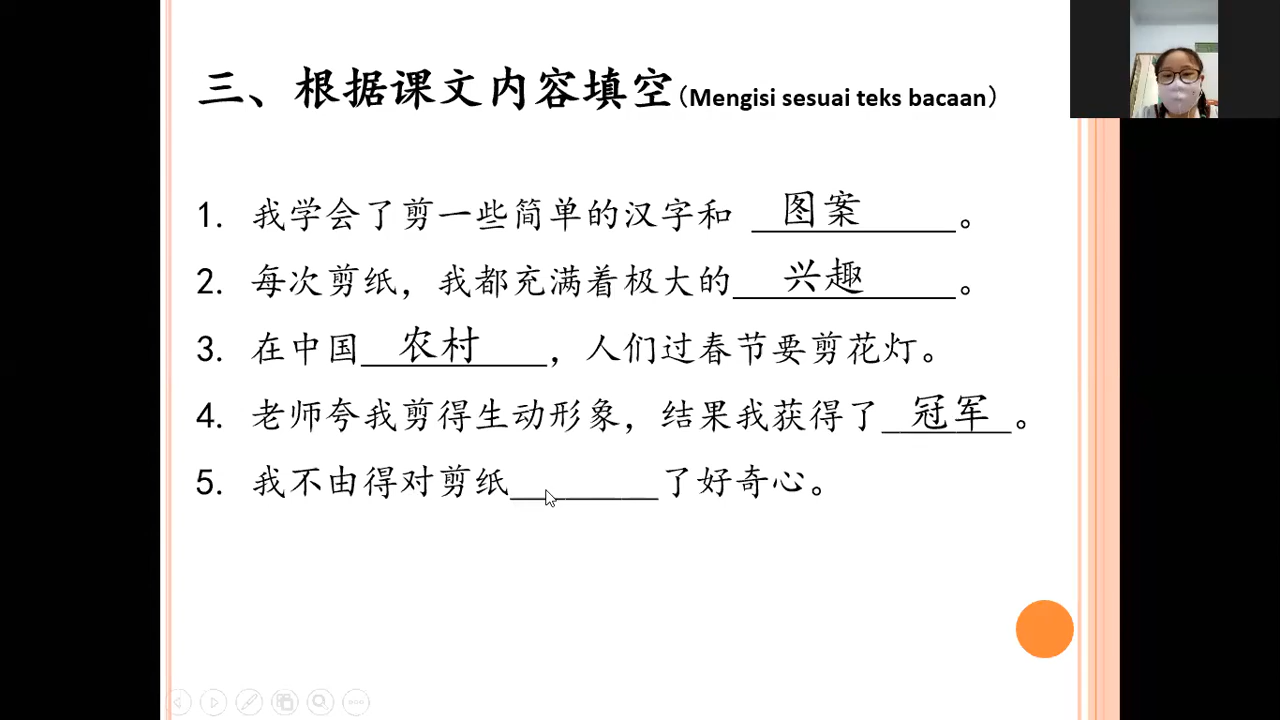 三、根据课文内容填空（Mengisi sesuai teks bacaan）
1. 我学会了剪一些简单的汉字和 图案 。
2. 每次剪纸，我都充满着极大的 兴趣 。
3. 在中国 农村 ，人们过春节要剪花灯。
4. 老师夸我剪得生动形象，结果我获得了 冠军 。
5. 我不由得对剪纸________了好奇心。